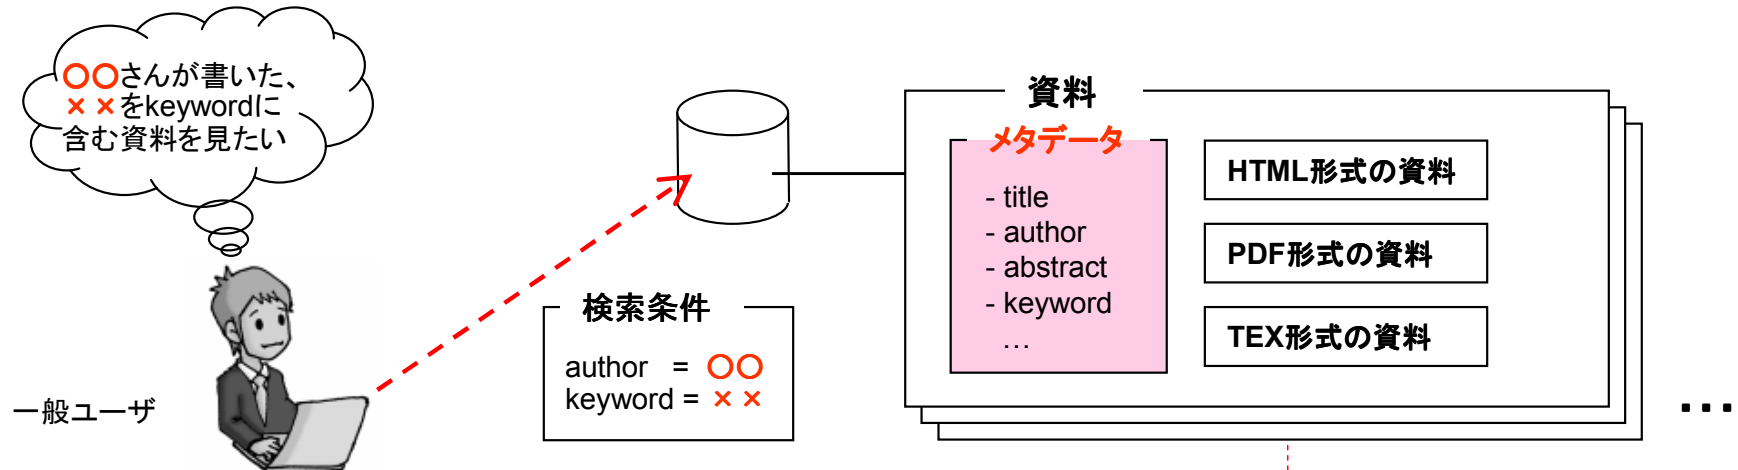 〇〇さんが書いた、
××をkeywordに
含む資料を見たい
一般ユーザ
検索条件
author = 〇〇
keyword = ××
資料
メタデータ
- title
- author
- abstract
- keyword
…
HTML形式の資料
PDF形式の資料
TEX形式の資料
…